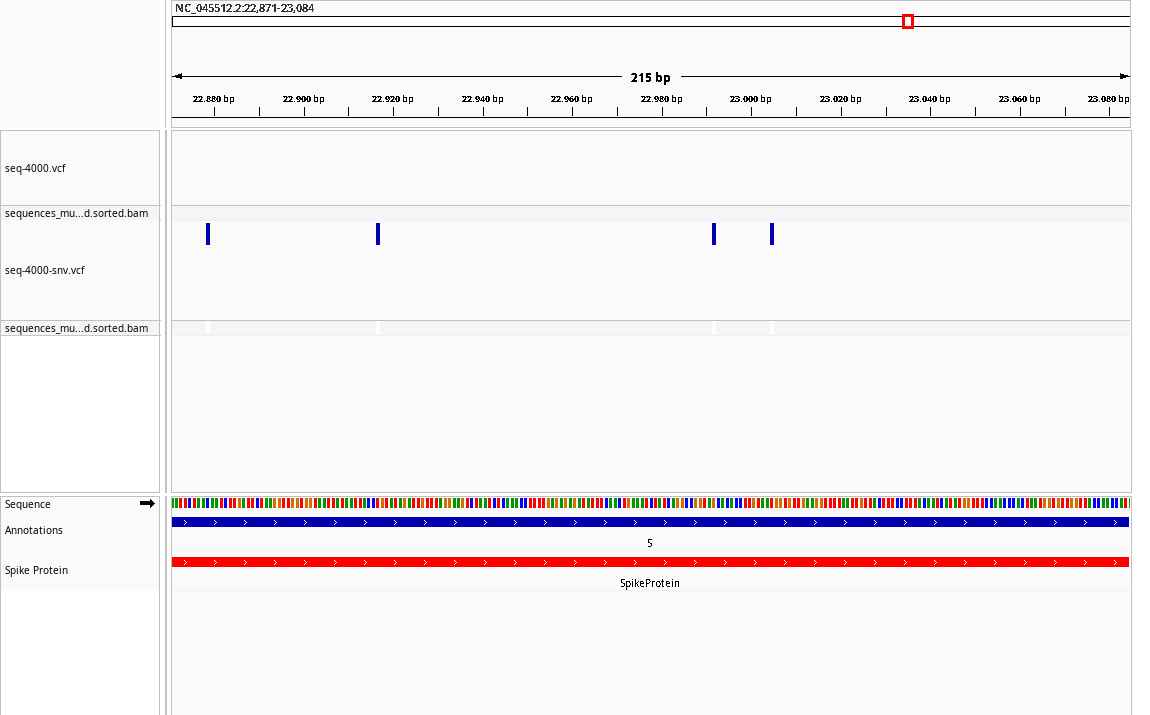 NC_045512.2:22,871-23,084
215 bp
22.880 bp 22.900 bp 22.920 bp 22.940 bp 22.960 bp 22.980 bp 23.000 bp 23.020 bp 23.040 bp 23.060 bp 23.080 bp
seq-4000.vcf
sequences_mu...d.sorted.bam
seq-4000-snv.vcf
sequences_mu...d.sorted.bam
Sequence
Annotations
S
Spike Protein
SpikeProtein